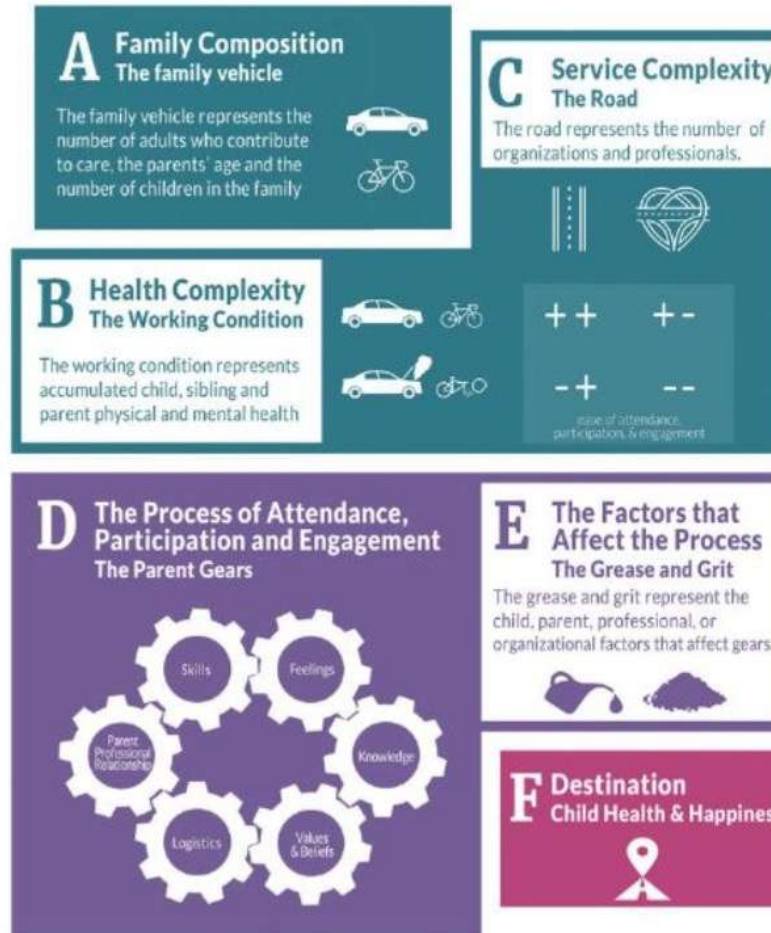 A
Family Composition
The family vehicle
The family vehicle represents the
number of adults who contribute
to care, the parents' age and the
number of children in the family
C
Service Complexity
The Road
The road represents the number of
organizations and professionals.
B
Health Complexity
The Working Condition
The working condition represents
accumulated child, sibling and
parent physical and mental health
++ +-
-+ --
ease of attendance,
participation, & engagement
D
The Process of Attendance,
Participation and Engagement
The Parent Gears
Skills
Feelings
Parent
Professional
Relationship
Knowledge
Logistics
Values
& Beliefs
E
The Factors that
Affect the Process
The Grease and Grit
The grease and grit represent the
child, parent, professional, or
organizational factors that affect gears
F
Destination
Child Health & Happines